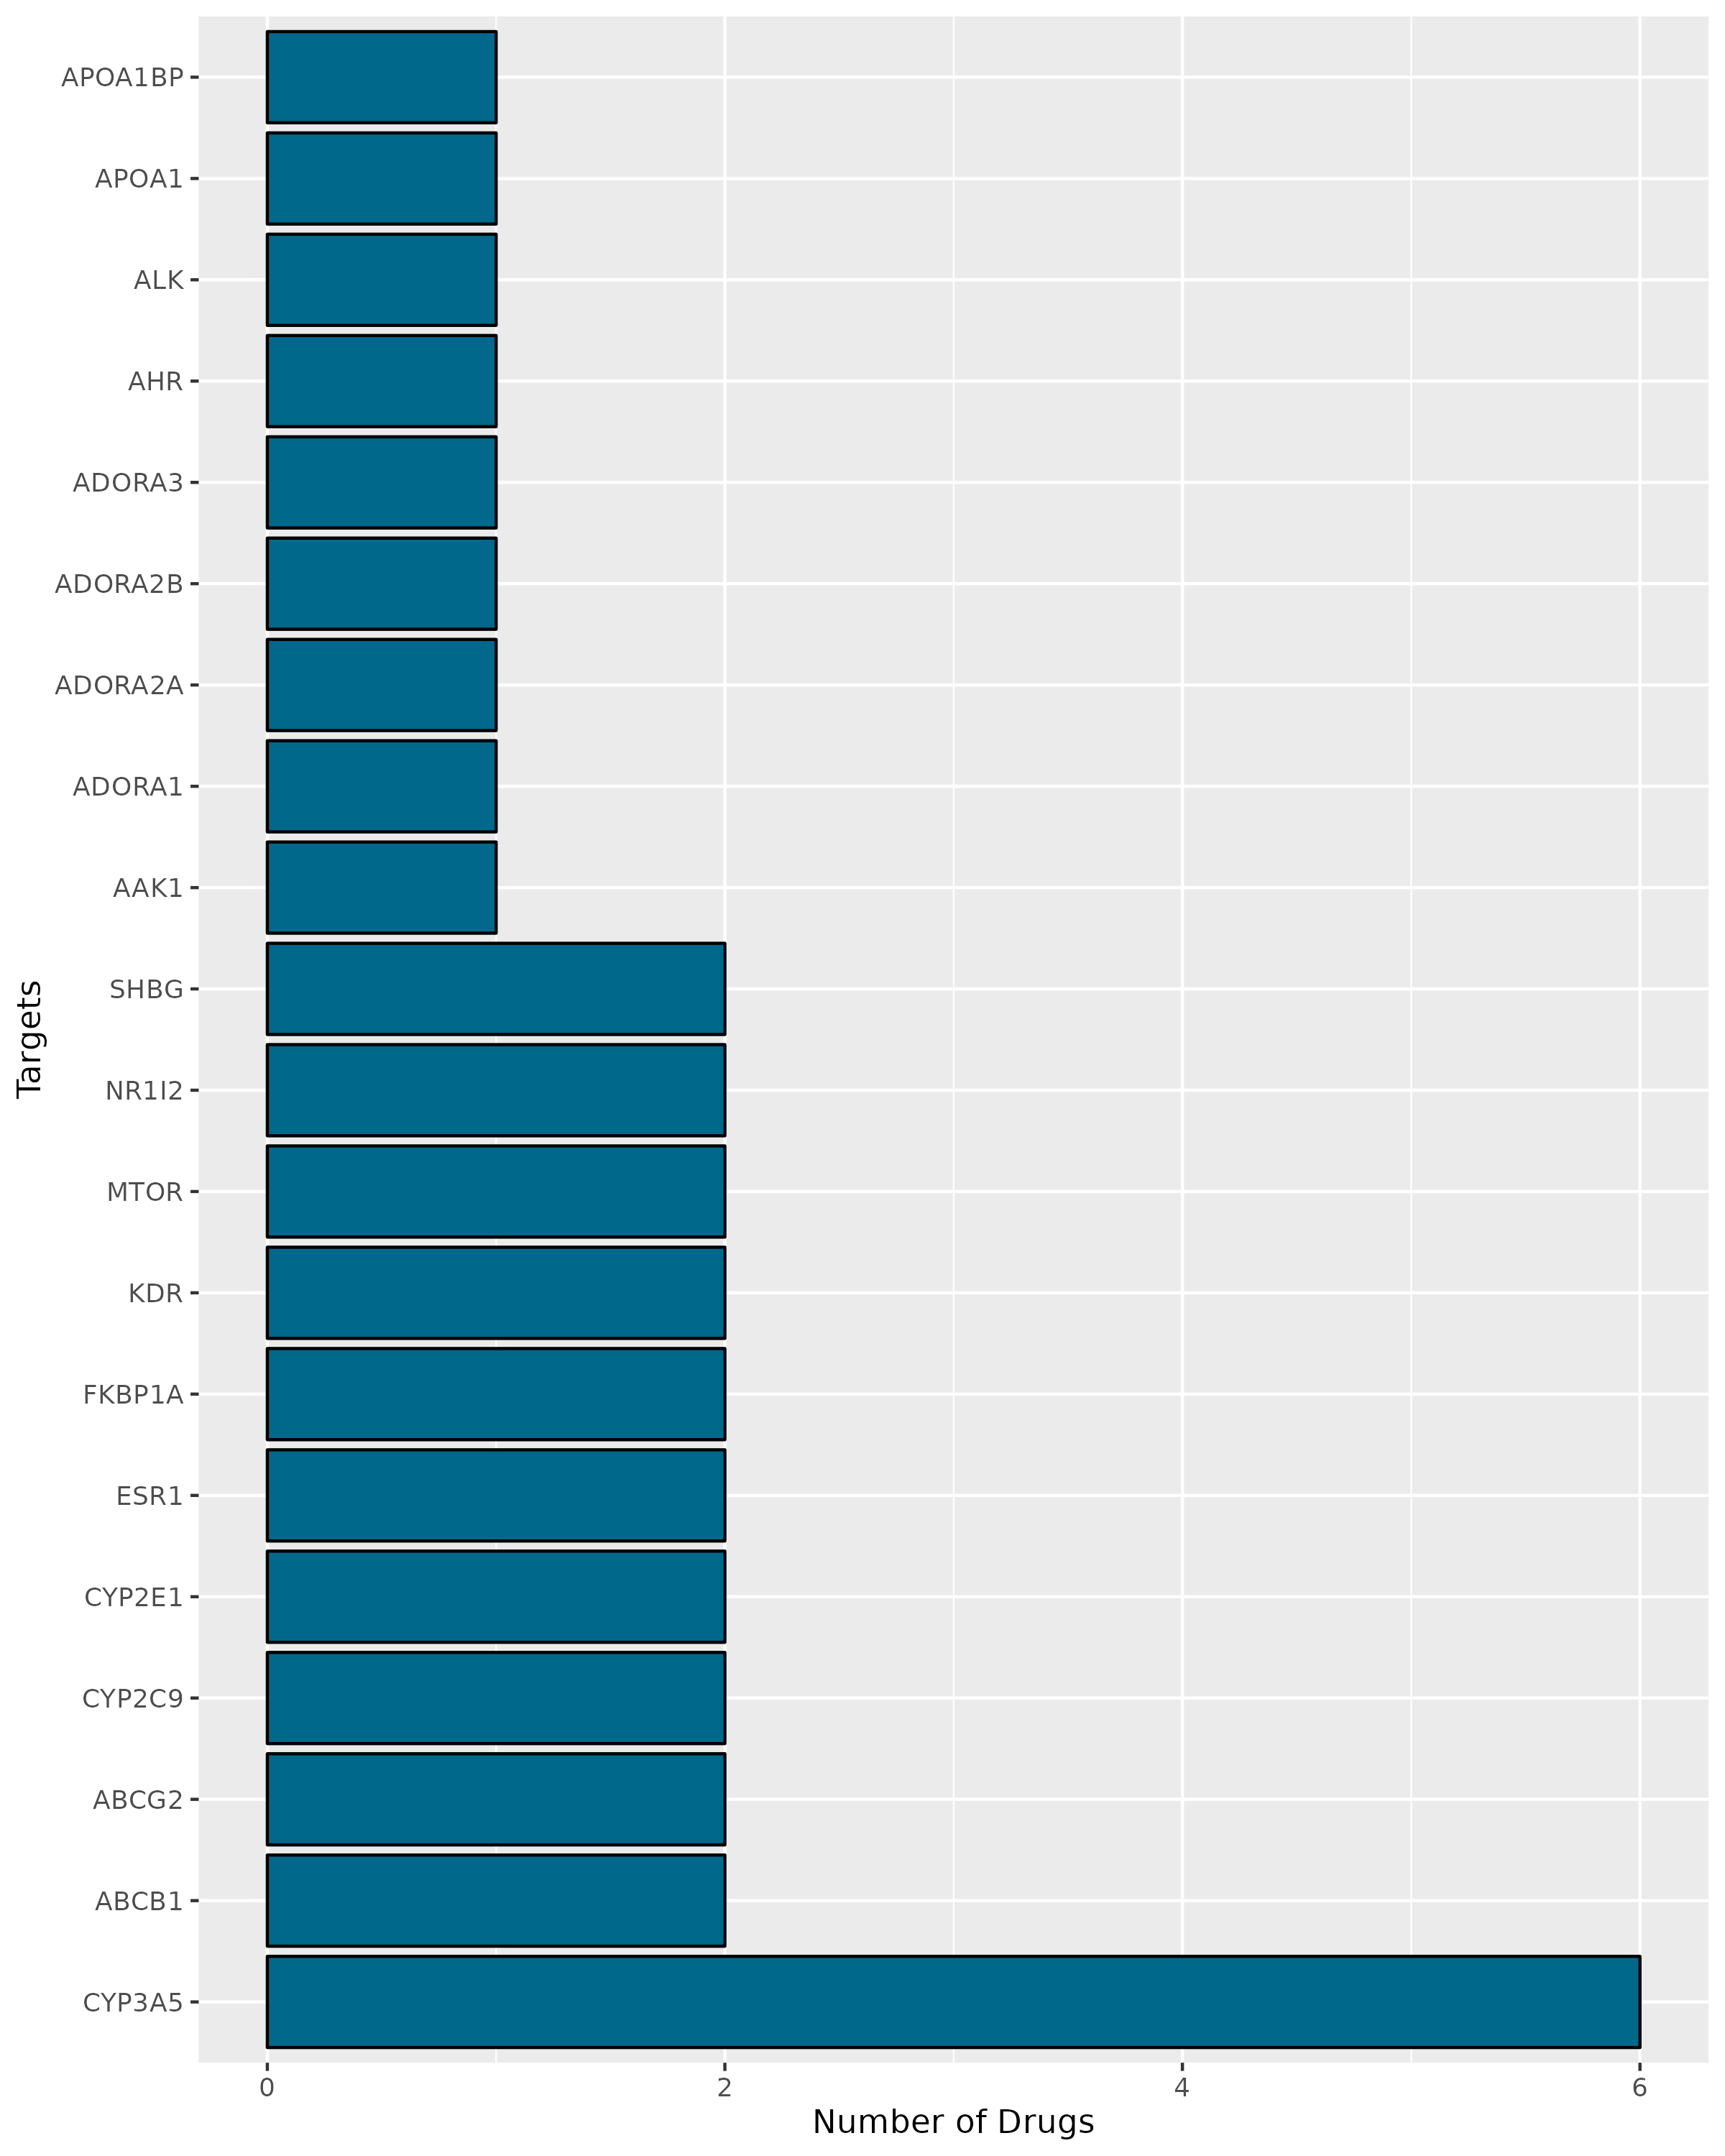 APOA1BP
APOA1
ALK
AHR
ADORA3
ADORA2B
ADORA2A
ADORA1
AAK1
SHBG
NR1I2
MTOR
KDR
FKBP1A
ESR1
CYP2E1
CYP2C9
ABCG2
ABCB1
CYP3A5
Targets
0 2 4 6
Number of Drugs